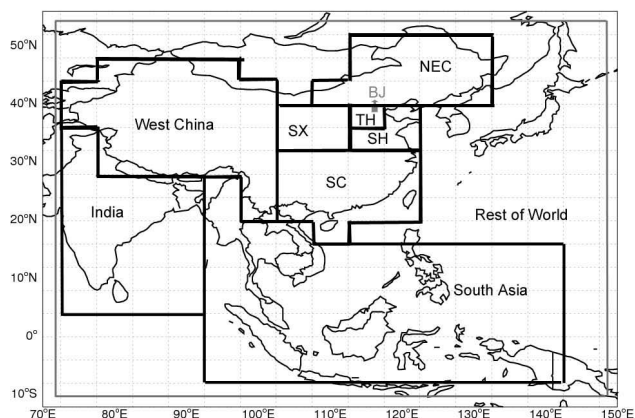 50°N
NEC
BJ
40°N
West China
SX
TH
SH
30°N
SC
India
Rest of World
20°N
10°N
South Asia
0°
10°S
70°E
80°E
90°E
100°E
110°E
120°E
130°E
140°E
150°E